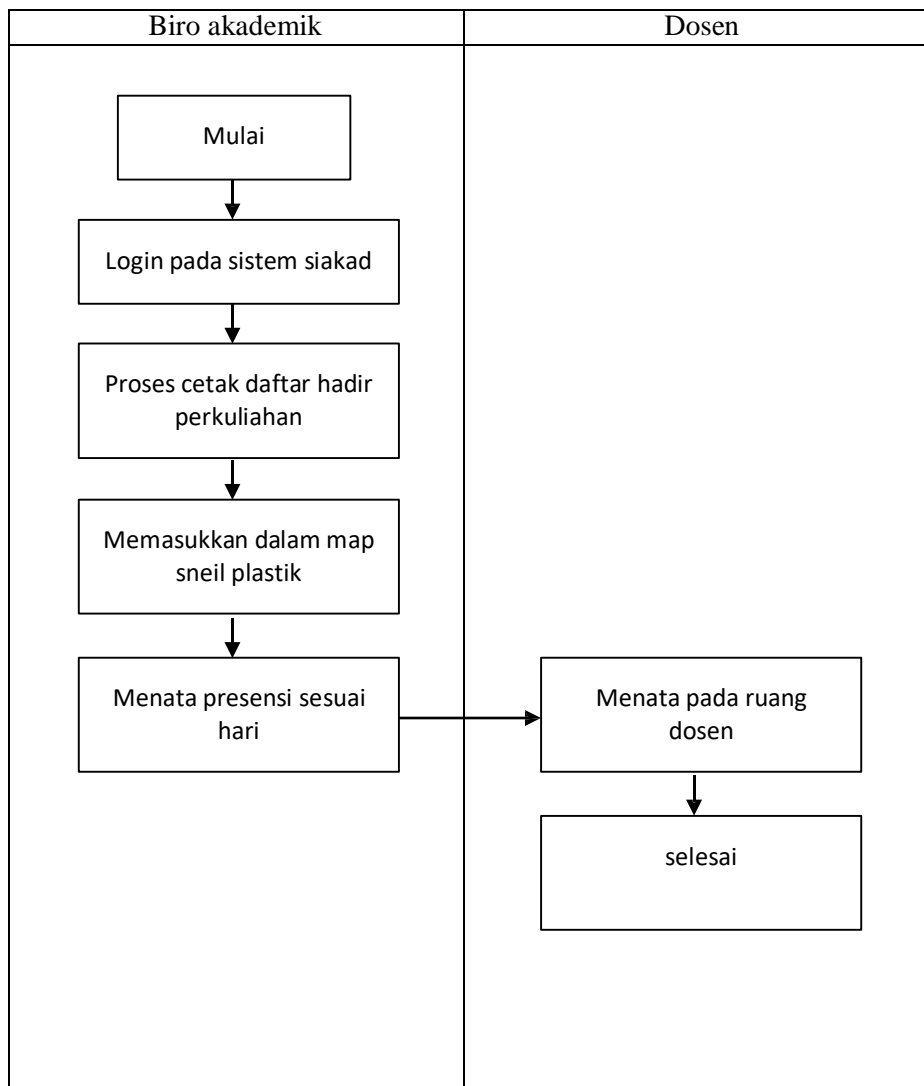 Biro akademik
Dosen
Mulai
Login pada sistem siakad
Proses cetak daftar hadir
perkuliahan
Memasukkan dalam map
sneil plastik
Menata presensi sesuai
hari
Menata pada ruang
dosen
selesai